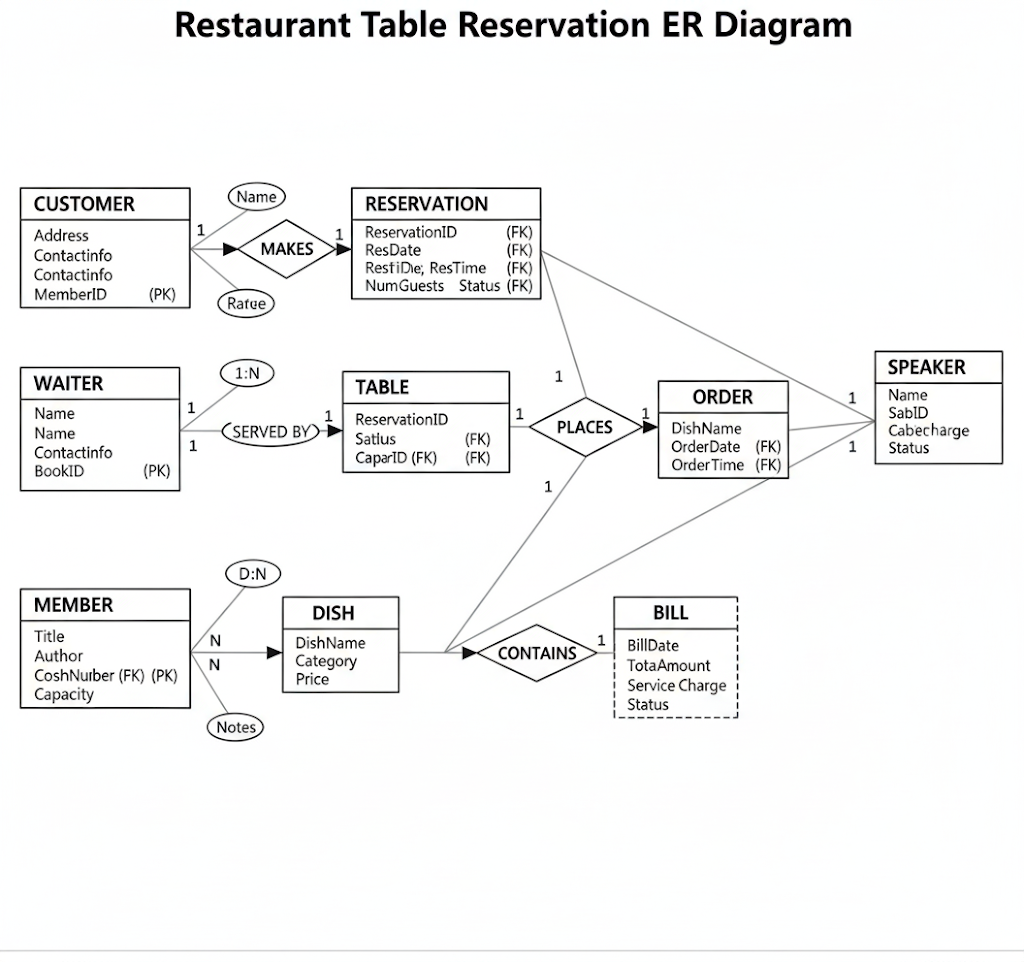 Restaurant Table Reservation ER Diagram
CUSTOMER
Address
Contactinfo
Contactinfo
MemberID (PK)
1
Name
MAKES
1
RESERVATION
ReservationID (FK)
ResDate (FK)
ResTime (FK)
NumGuests Status (FK)
WAITER
Name
Name
Contactinfo
BookID (PK)
1
1
1:N
SERVED BY
1
TABLE
ReservationID
Satlus (FK)
CaparID (FK) (FK)
1
1
PLACES
1
1
ORDER
DishName
OrderDate (FK)
OrderTime (FK)
1
1
SPEAKER
Name
SabID
Cabecharge
Status
MEMBER
Title
Author
CoshNurber (FK) (PK)
Capacity
D:N
N
N
Notes
DISH
DishName
Category
Price
CONTAINS
1
BILL
BillDate
TotaAmount
Service Charge
Status